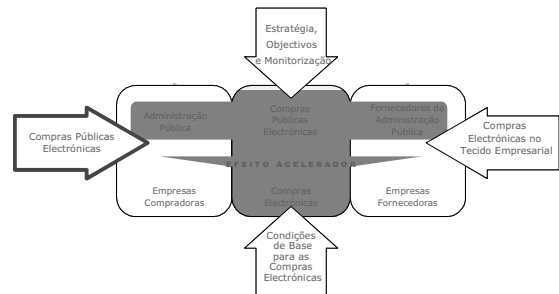 Estratégia,
Objectivos
e Monitorização
Administração
Pública
Compras
Públicas
Electrónicas
Fornecedores da
Administração
Pública
Compras Públicas
Electrónicas
Compras
Electrónicas no
Tecido Empresarial
EFEITO ACELERADOR
Empresas
Compradoras
Compras
Electrónicas
Empresas
Fornecedoras
Condições
de Base
para as
Compras
Electrónicas